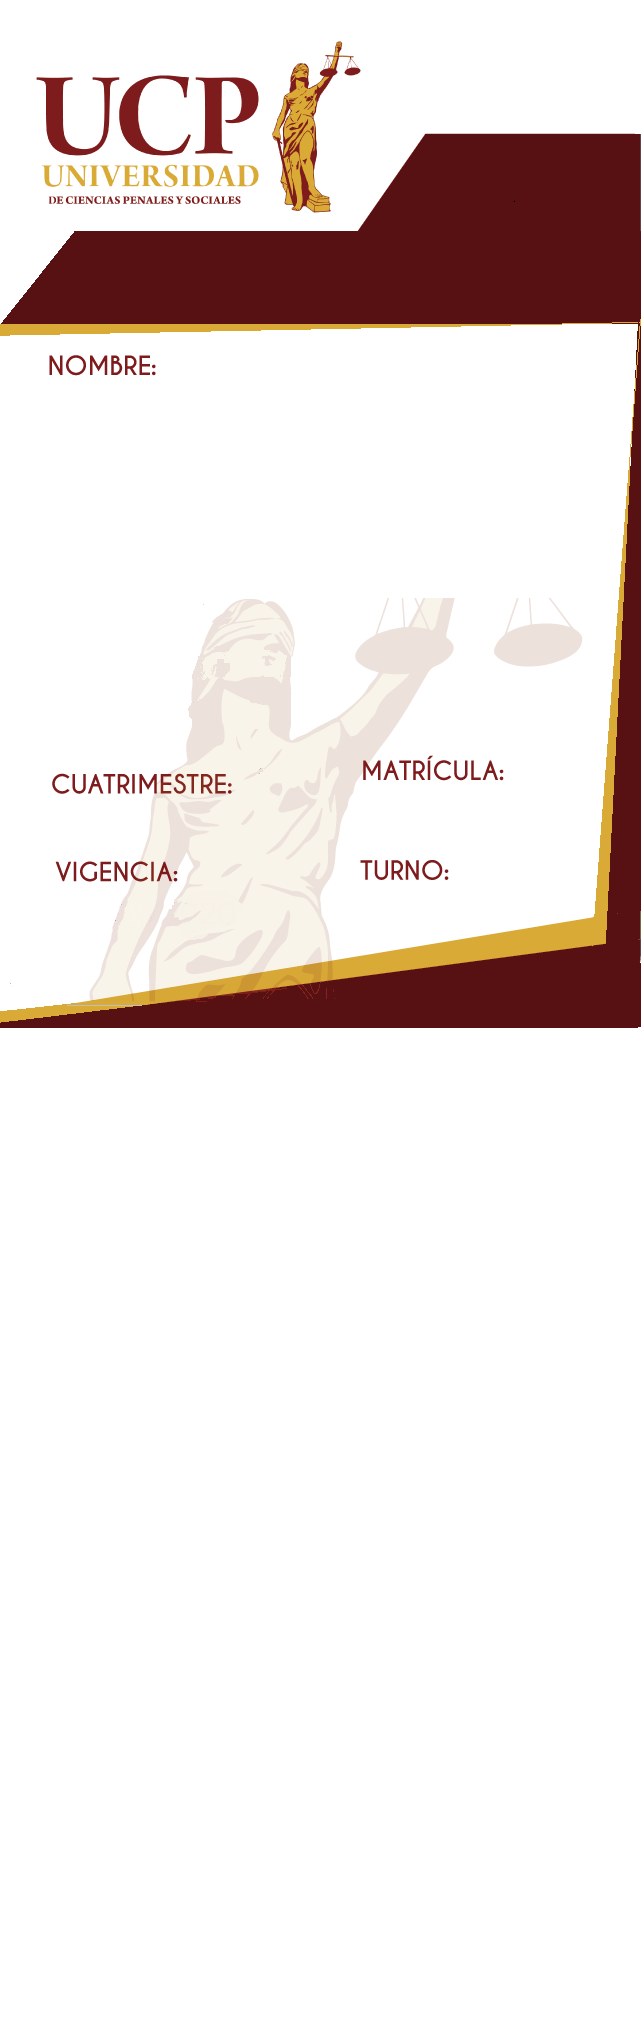 UCP
UNIVERSIDAD
DE CIENCIAS PENALES Y SOCIALES
NOMBRE:
CUATRIMESTRE:
MATRÍCULA:
VIGENCIA:
TURNO: